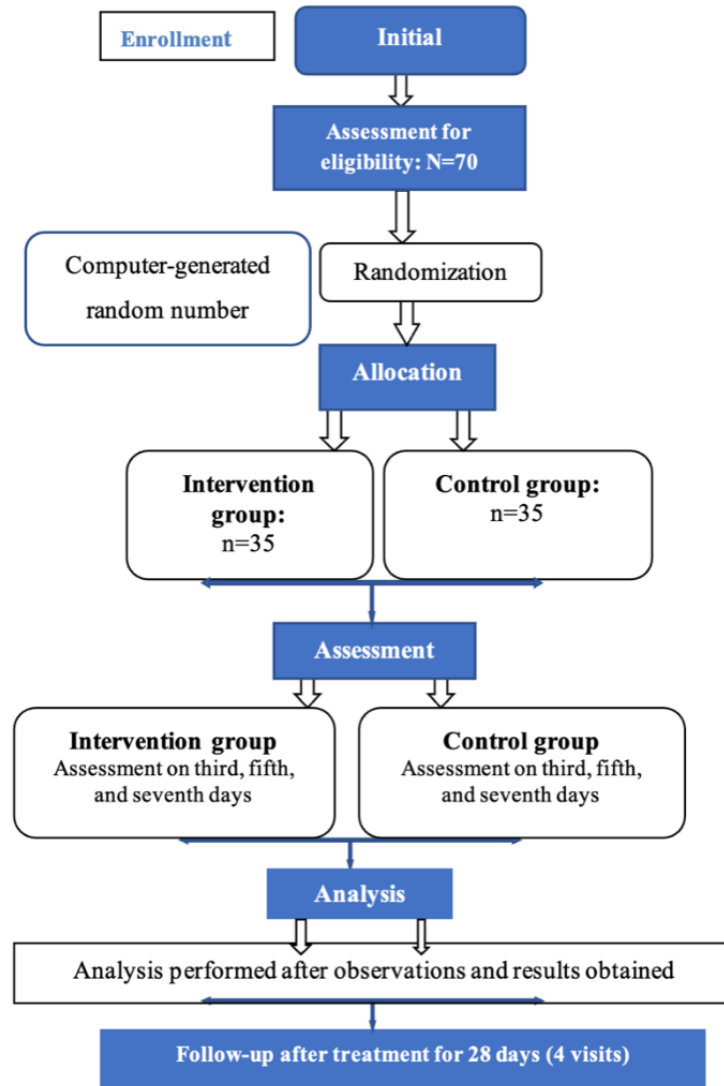 Enrollment
Initial
Assessment for
eligibility: N=70
Computer-generated
random number
Randomization
Allocation
Intervention
group:
n=35
Control group:
n=35
Assessment
Intervention group
Assessment on third, fifth,
and seventh days
Control group
Assessment on third, fifth,
and seventh days
Analysis
Analysis performed after observations and results obtained
Follow-up after treatment for 28 days (4 visits)